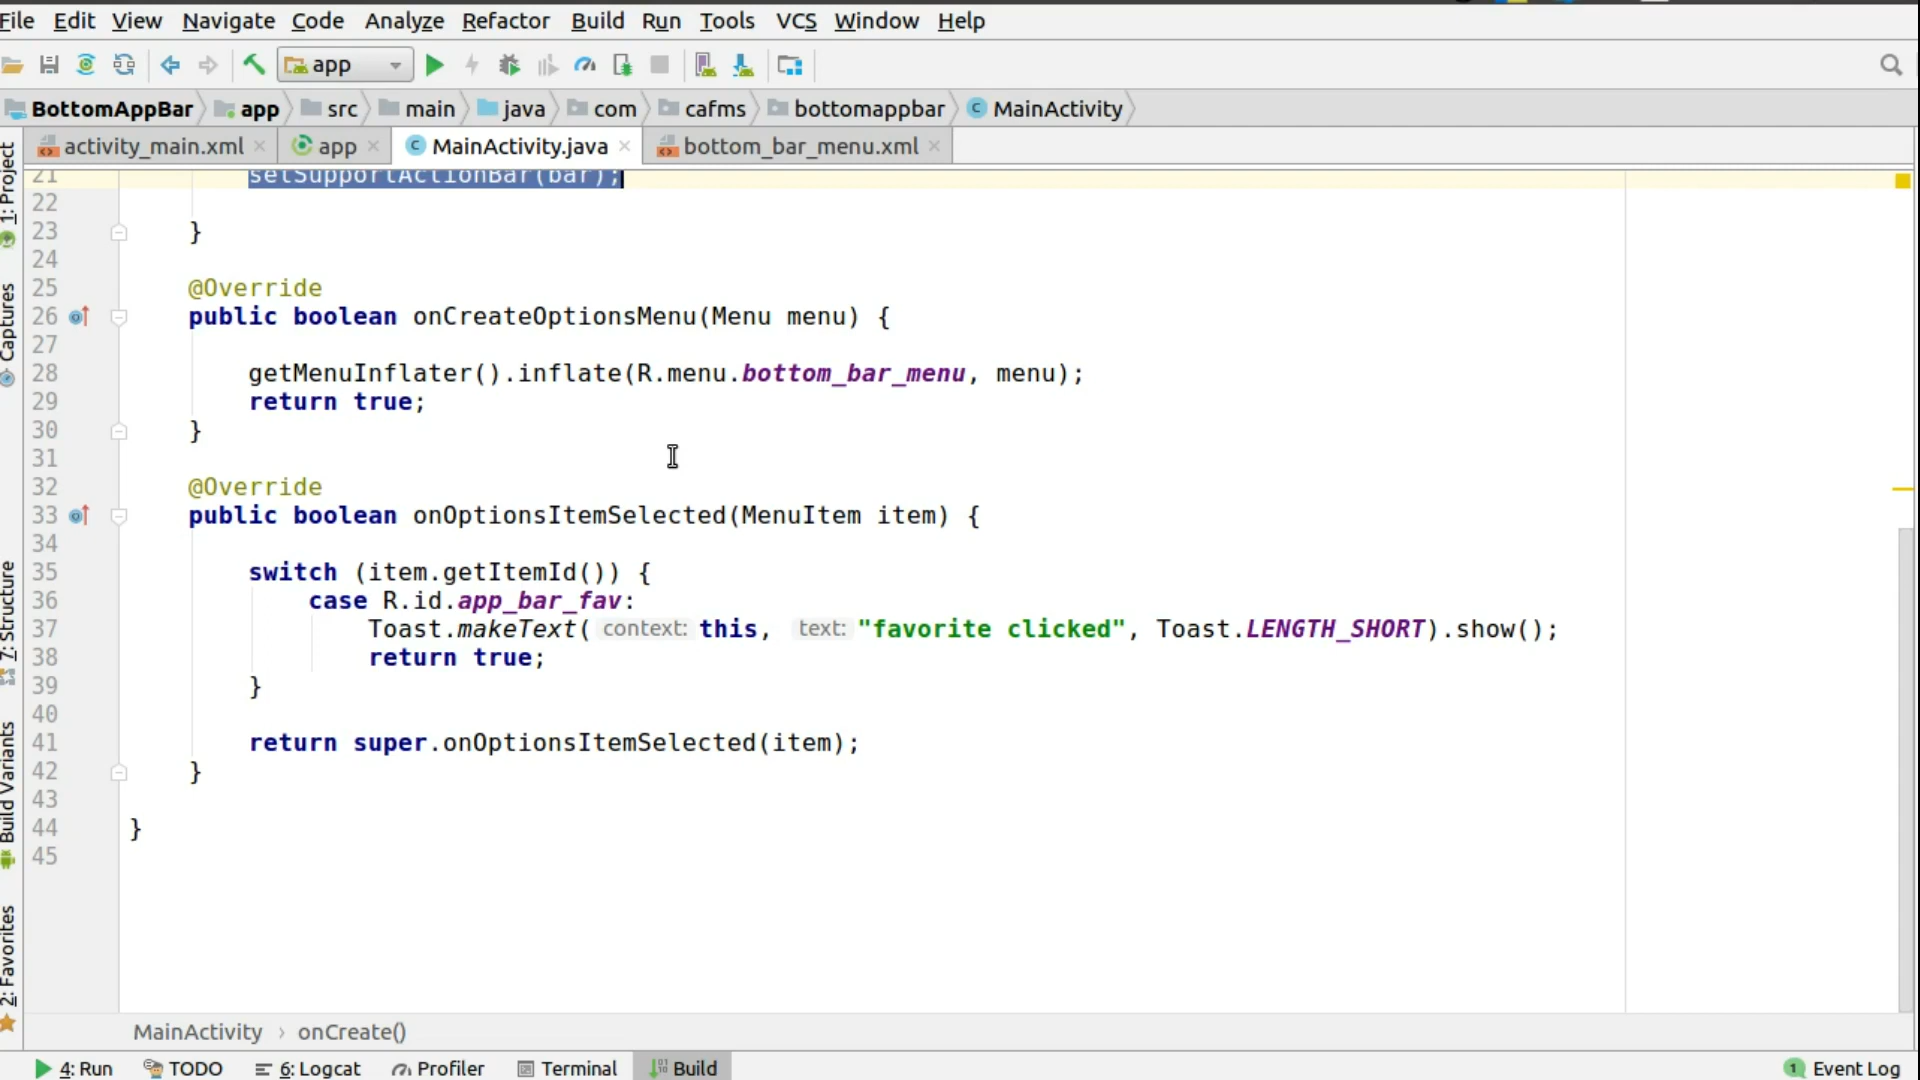 File Edit View Navigate Code Analyze Refactor Build Run Tools VCS Window Help
app
BottomAppBar app src main java com cafms bottomappbar MainActivity
activity_main.xml app MainActivity.java bottom_bar_menu.xml
21 setSupportActionBar(bar);
22
23 }
24
25 @Override
26 public boolean onCreateOptionsMenu(Menu menu) {
27
28 getMenuInflater().inflate(R.menu.bottom_bar_menu, menu);
29 return true;
30 }
31
32 @Override
33 public boolean onOptionsItemSelected(MenuItem item) {
34
35 switch (item.getItemId()) {
36 case R.id.app_bar_fav:
37 Toast.makeText( context: this, text: "favorite clicked", Toast.LENGTH_SHORT).show();
38 return true;
39 }
40
41 return super.onOptionsItemSelected(item);
42 }
43
44 }
45
1: Project
Captures
7: Structure
Build Variants
2: Favorites
MainActivity › onCreate()
4: Run TODO 6: Logcat Profiler Terminal Build 1 Event Log